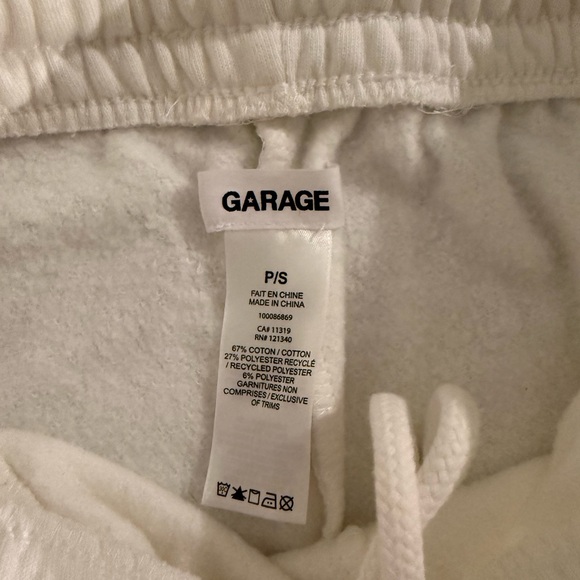 GARAGE
P/S
FAIT EN CHINE
MADE IN CHINA
100086869
CA# 11319
RN# 121340
67% COTON / COTTON
27% POLYESTER RECYCLÉ
/ RECYCLED POLYESTER
6% POLYESTER
GARNITURES NON
COMPRISES / EXCLUSIVE
OF TRIMS